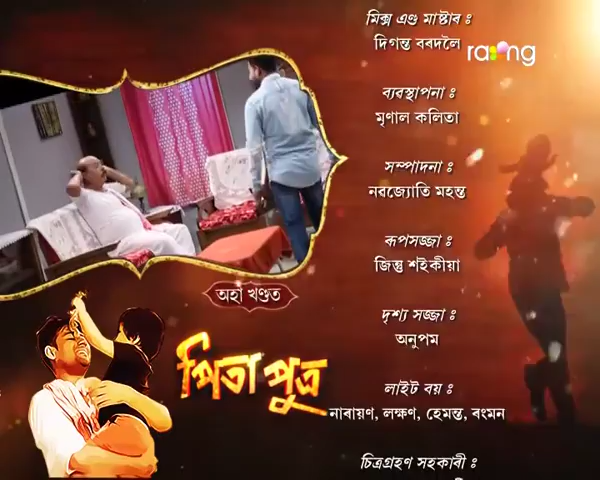 মিক্স এণ্ড মাষ্টাৰ ঃ
দিগন্ত বৰদলৈ
rang
ব্যৱস্থাপনা ঃ
মৃণাল কলিতা
সম্পাদনা ঃ
নৱজ্যোতি মহন্ত
ৰূপসজ্জা ঃ
জিন্তু শইকীয়া
অহা খণ্ডত
দৃশ্য সজ্জা ঃ
অনুপম
পিতা পুত্ৰ
লাইট বয় ঃ
নাৰায়ণ, লক্ষণ, হেমন্ত, ৰংমন
চিত্ৰগ্ৰহণ সহকাৰী ঃ